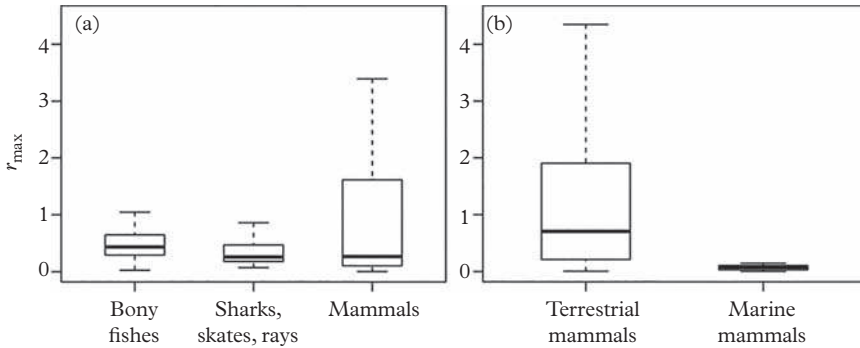 (a)
4
3
2
1
0
r_max
Bony
fishes
Sharks,
skates, rays
Mammals
(b)
4
3
2
1
0
Terrestrial
mammals
Marine
mammals